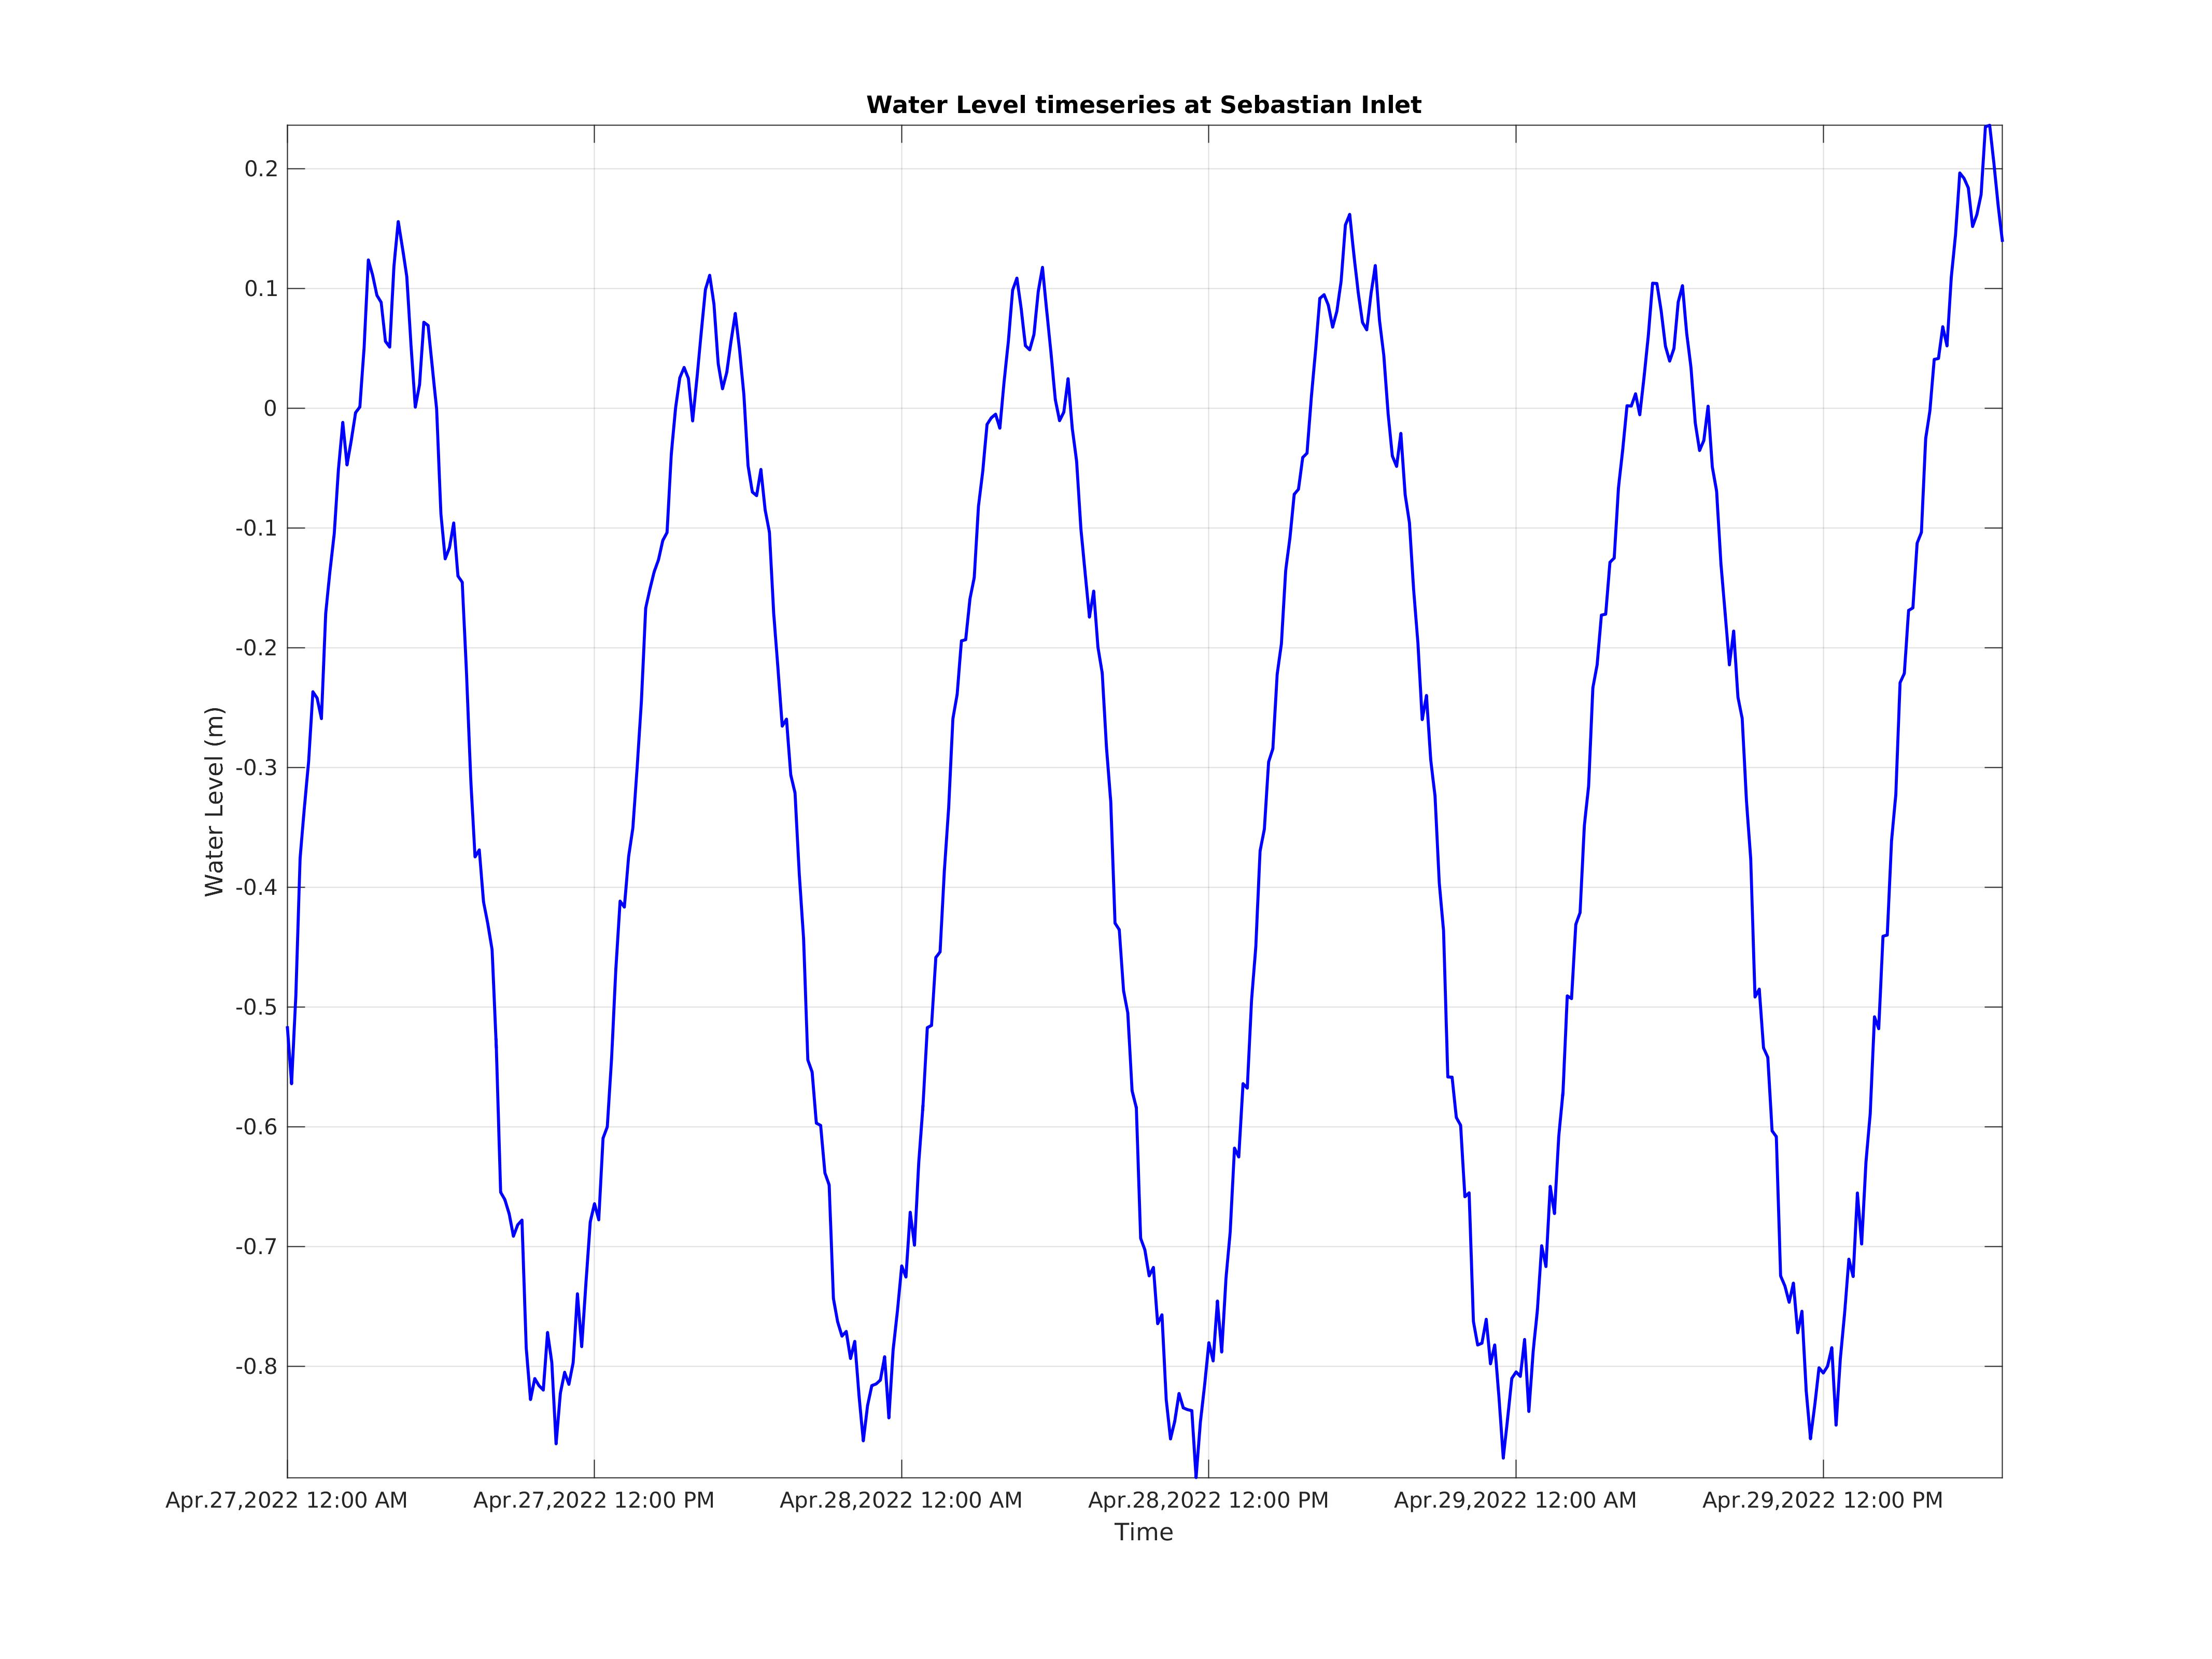 Water Level timeseries at Sebastian Inlet
0.2
0.1
0
-0.1
-0.2
-0.3
-0.4
-0.5
-0.6
-0.7
-0.8
Water Level (m)
Apr.27,2022 12:00 AM
Apr.27,2022 12:00 PM
Apr.28,2022 12:00 AM
Apr.28,2022 12:00 PM
Apr.29,2022 12:00 AM
Apr.29,2022 12:00 PM
Time